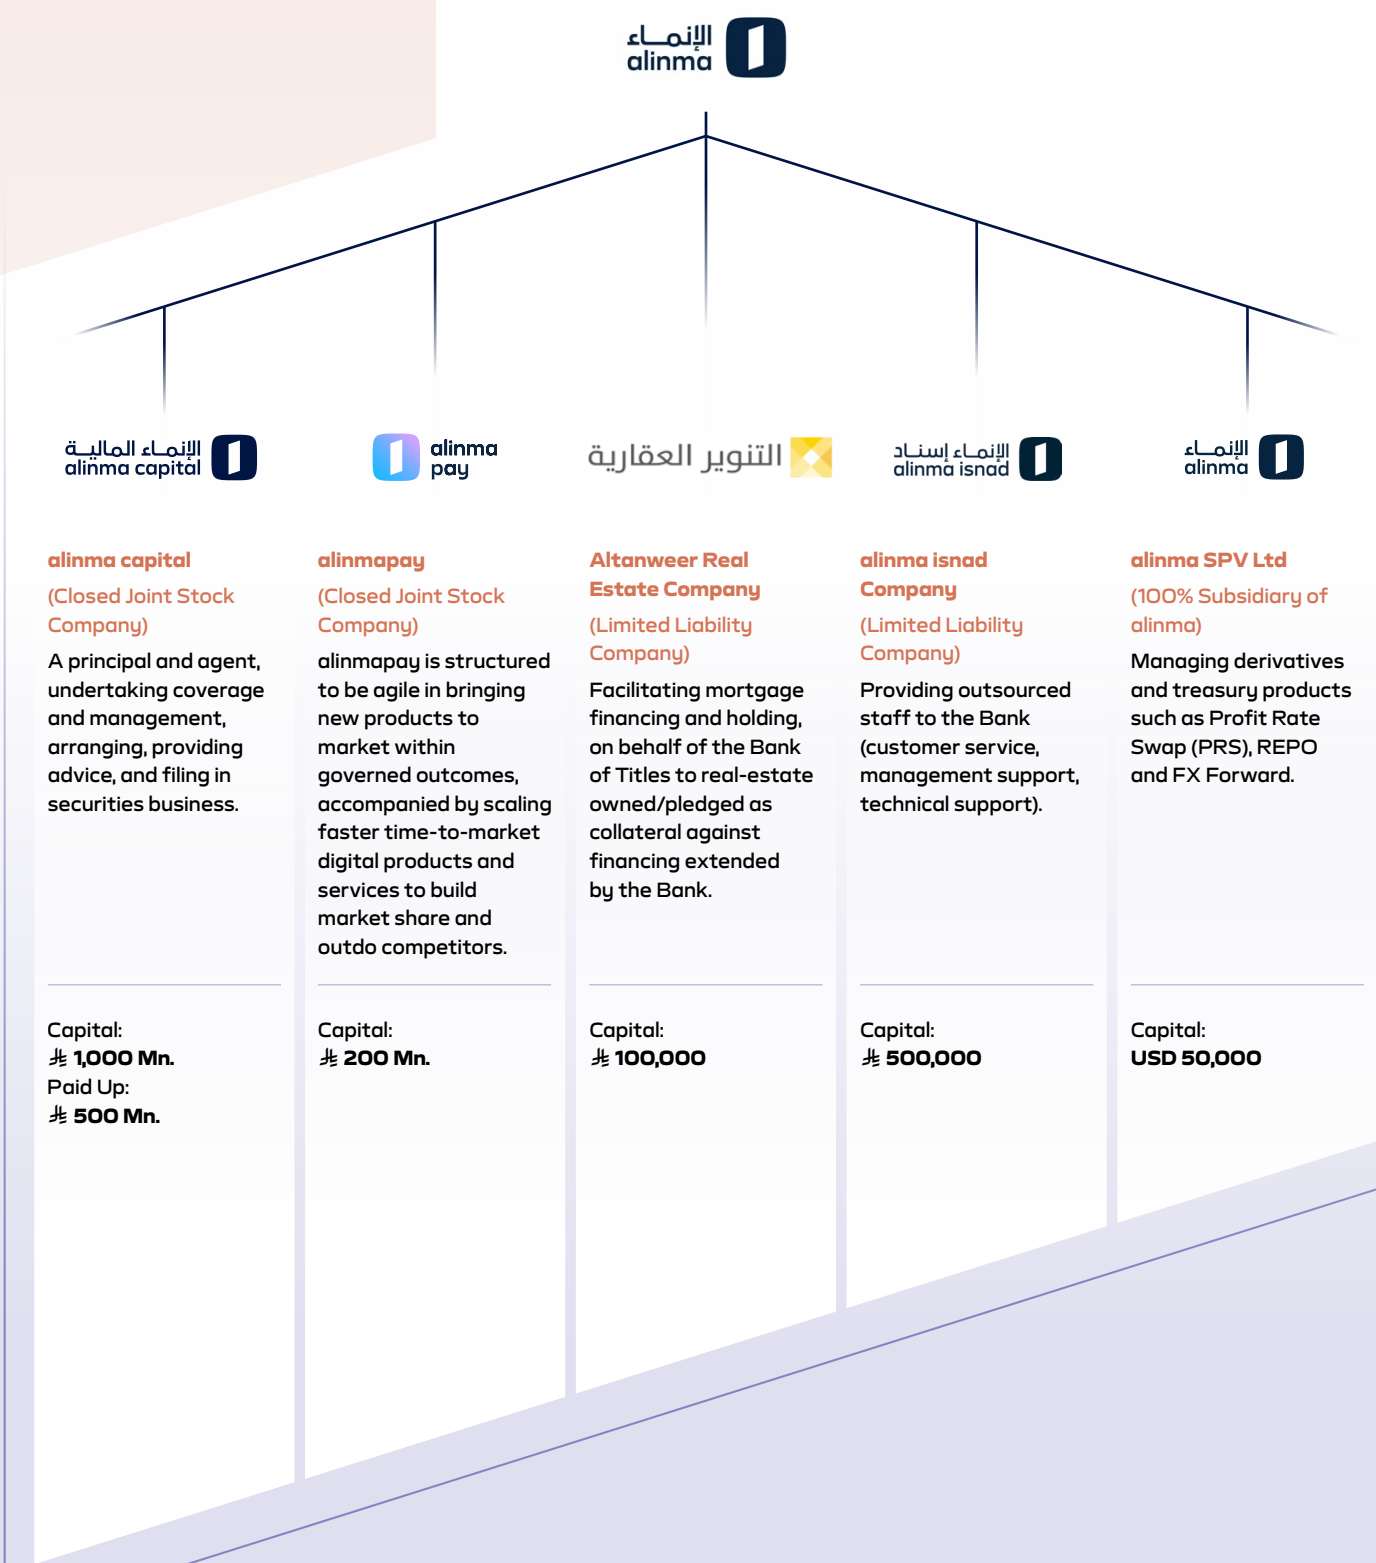 الإنماء
alinma
الإنماء المالية
alinma capital
alinma
pay
التنوير العقارية
الإنماء إسناد
alinma isnad
الإنماء
alinma
alinma capital
(Closed Joint Stock
Company)
A principal and agent,
undertaking coverage
and management,
arranging, providing
advice, and filing in
securities business.
Capital:
⃁ 1,000 Mn.
Paid Up:
⃁ 500 Mn.
alinmapay
(Closed Joint Stock
Company)
alinmapay is structured
to be agile in bringing
new products to
market within
governed outcomes,
accompanied by scaling
faster time-to-market
digital products and
services to build
market share and
outdo competitors.
Capital:
⃁ 200 Mn.
Altanweer Real
Estate Company
(Limited Liability
Company)
Facilitating mortgage
financing and holding,
on behalf of the Bank
of Titles to real-estate
owned/pledged as
collateral against
financing extended
by the Bank.
Capital:
⃁ 100,000
alinma isnad
Company
(Limited Liability
Company)
Providing outsourced
staff to the Bank
(customer service,
management support,
technical support).
Capital:
⃁ 500,000
alinma SPV Ltd
(100% Subsidiary of
alinma)
Managing derivatives
and treasury products
such as Profit Rate
Swap (PRS), REPO
and FX Forward.
Capital:
USD 50,000